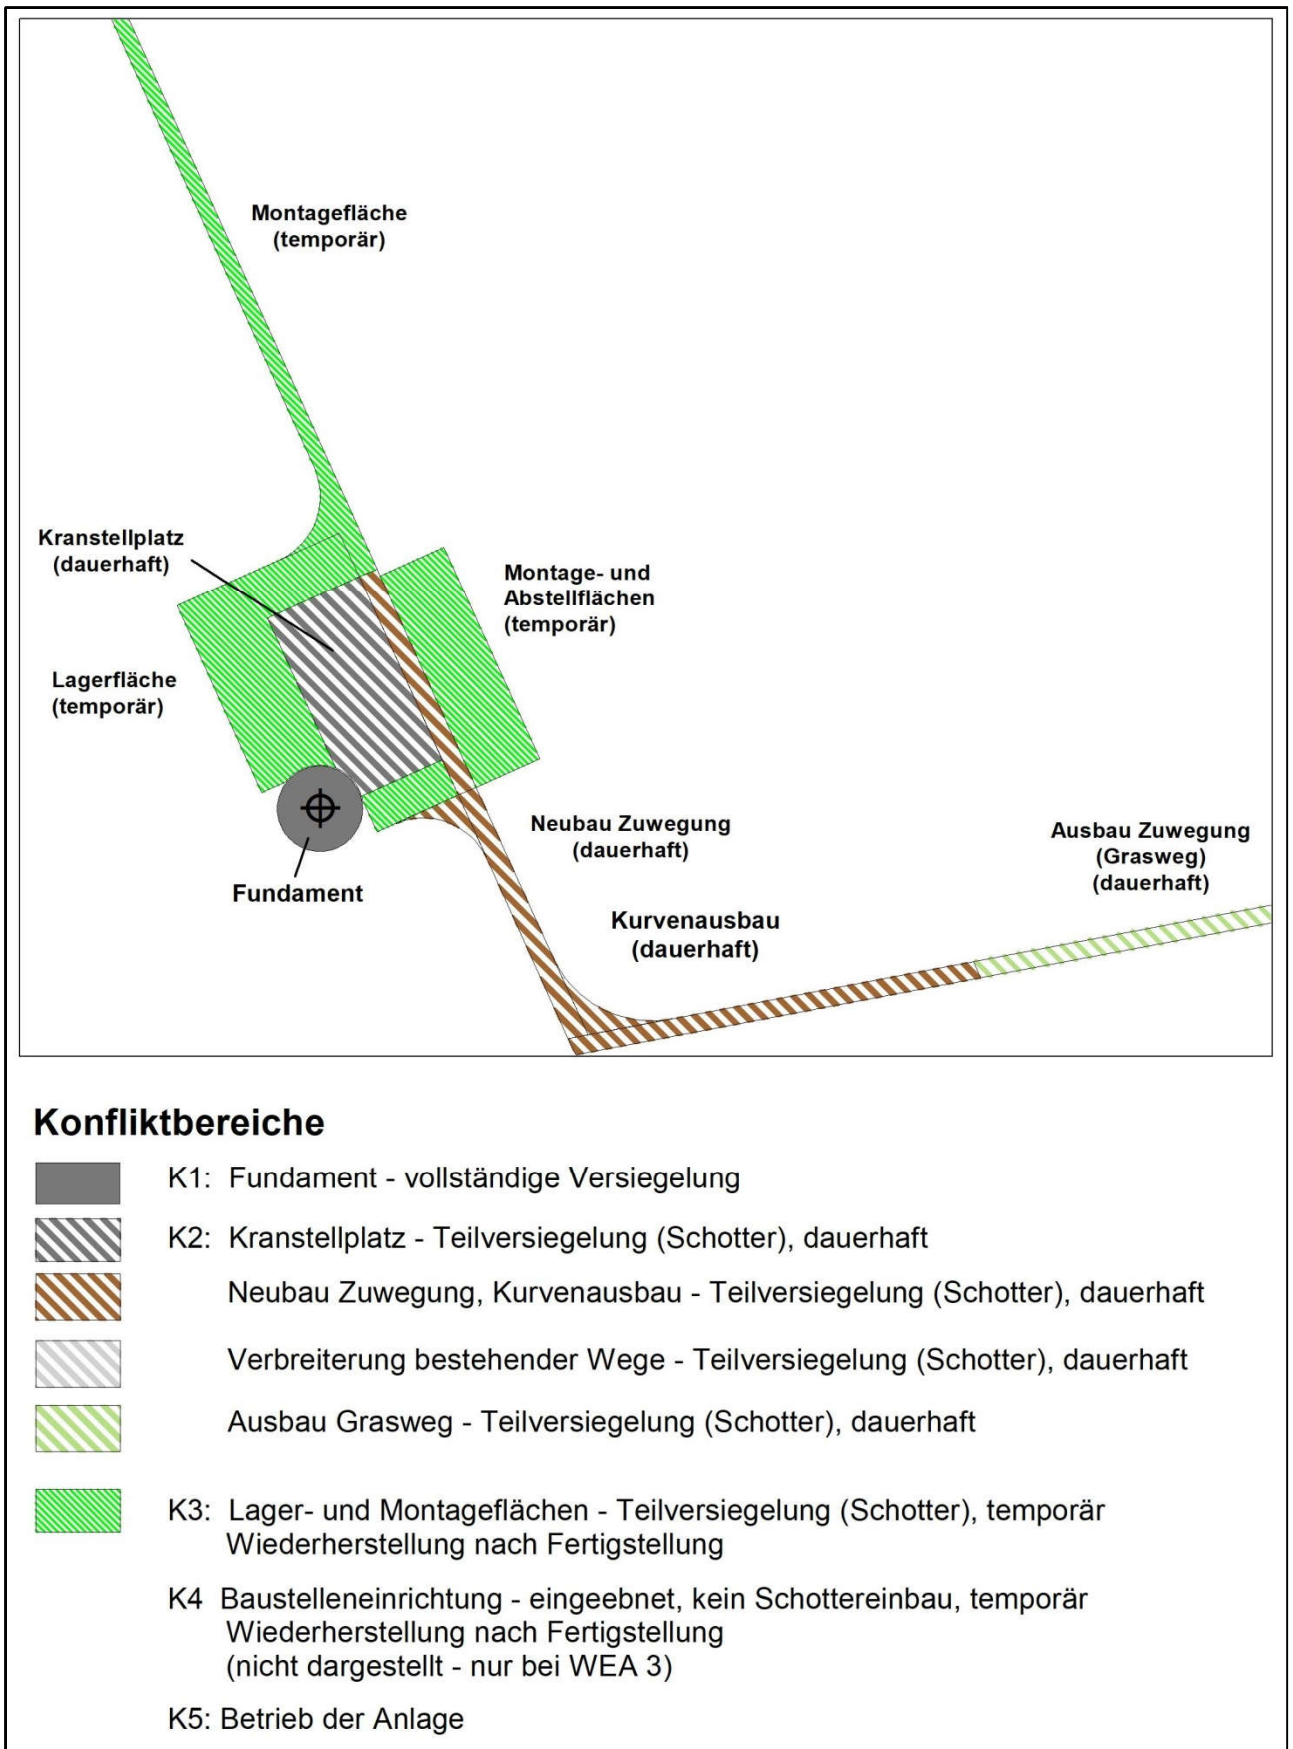 Montagefläche
(temporär)
Kranstellplatz
(dauerhaft)
Montage- und
Abstellflächen
(temporär)
Lagerfläche
(temporär)
Neubau Zuwegung
(dauerhaft)
Ausbau Zuwegung
(Grasweg)
(dauerhaft)
Fundament
Kurvenausbau
(dauerhaft)
Konfliktbereiche
K1: Fundament - vollständige Versiegelung
K2: Kranstellplatz - Teilversiegelung (Schotter), dauerhaft
Neubau Zuwegung, Kurvenausbau - Teilversiegelung (Schotter), dauerhaft
Verbreiterung bestehender Wege - Teilversiegelung (Schotter), dauerhaft
Ausbau Grasweg - Teilversiegelung (Schotter), dauerhaft
K3: Lager- und Montageflächen - Teilversiegelung (Schotter), temporär
Wiederherstellung nach Fertigstellung
K4 Baustelleneinrichtung - eingeebnet, kein Schottereinbau, temporär
Wiederherstellung nach Fertigstellung
(nicht dargestellt - nur bei WEA 3)
K5: Betrieb der Anlage